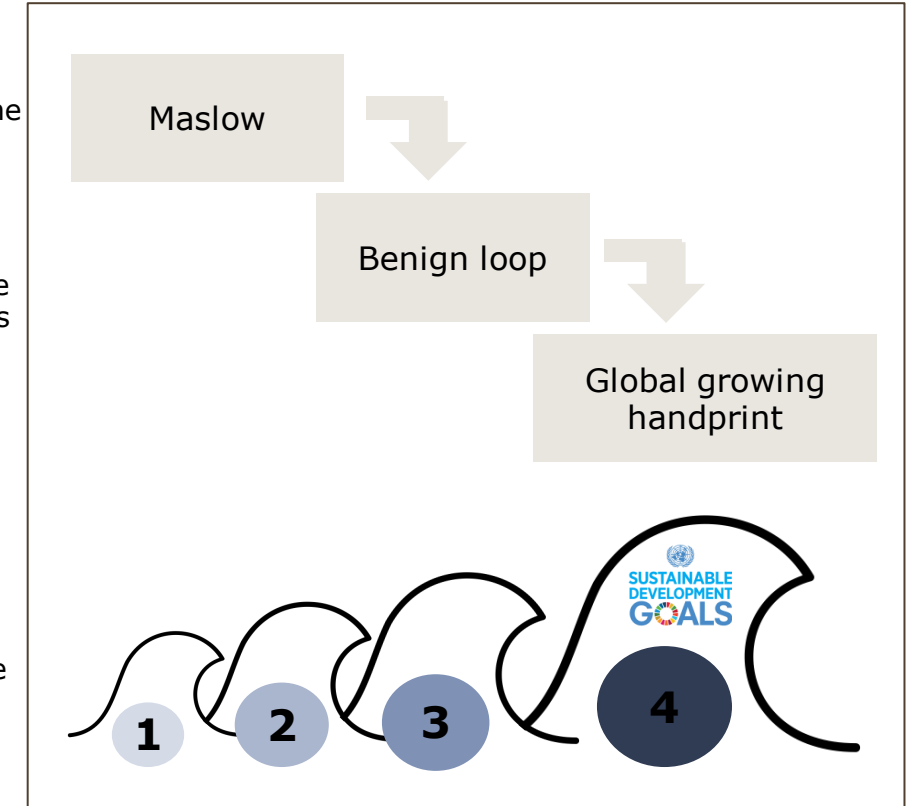 Maslow
Benign loop
Global growing
handprint
SUSTAINABLE
DEVELOPMENT
GOALS
1
2
3
4